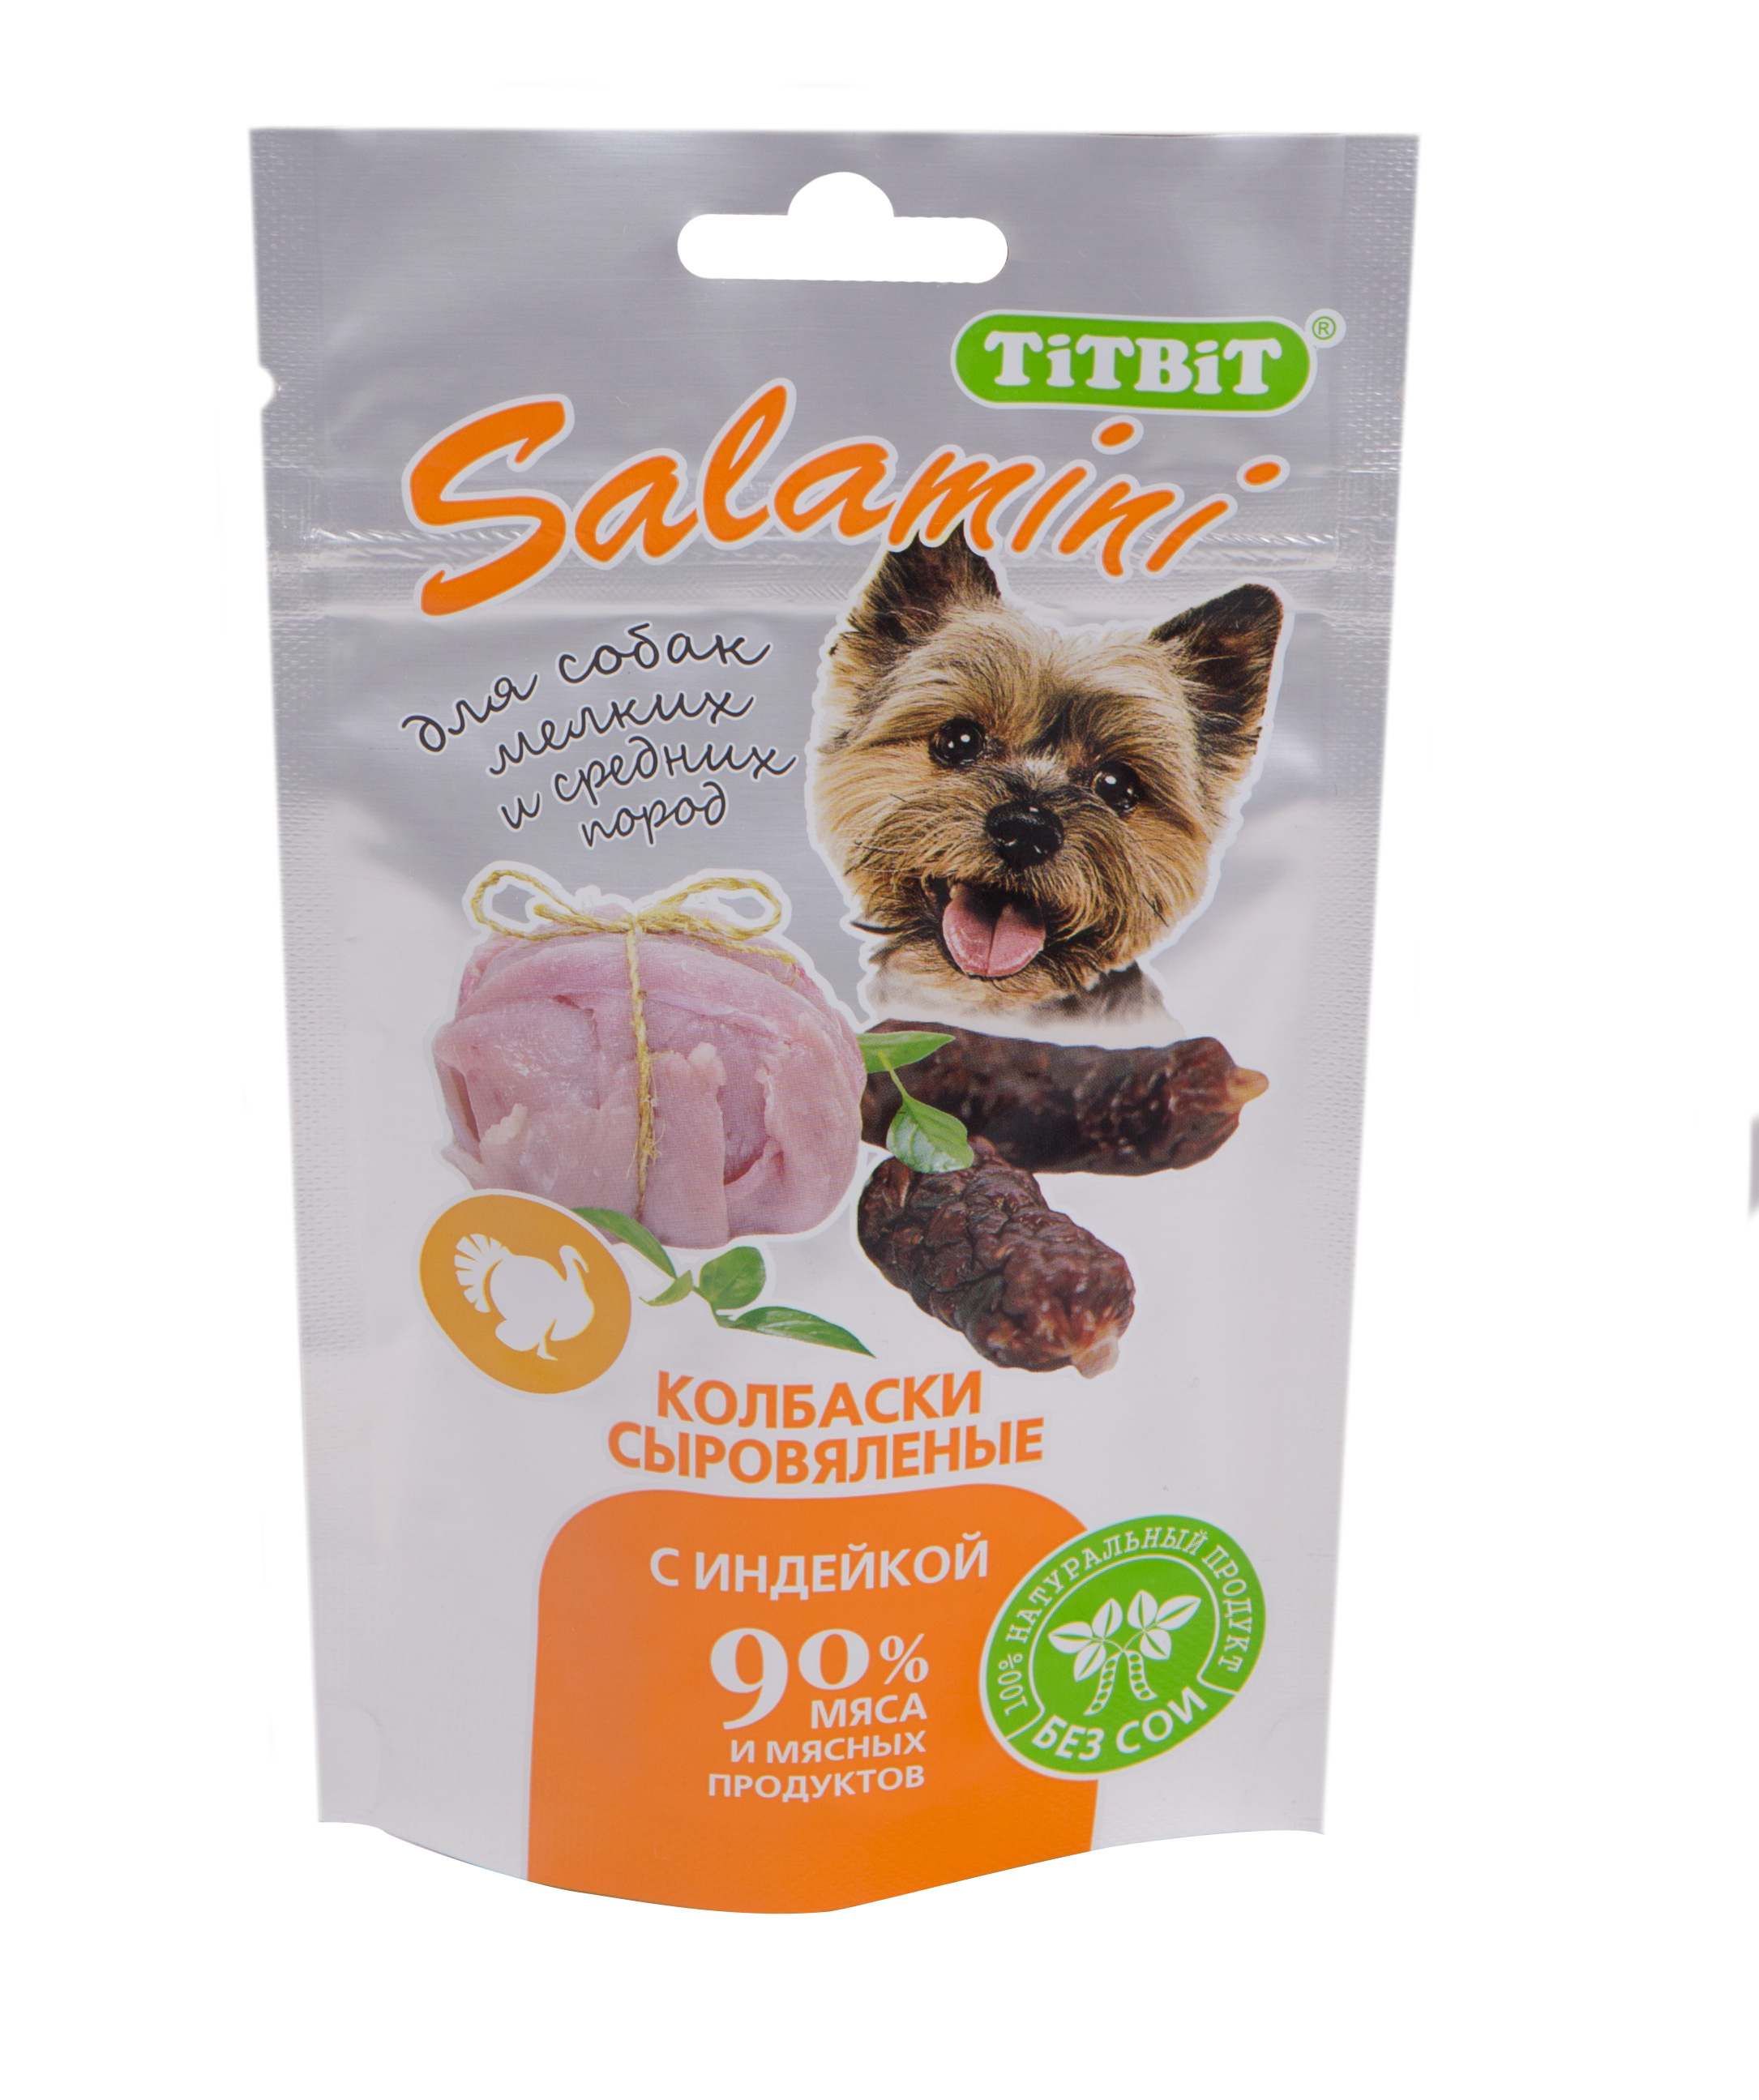 TiTBiT®
Salamini
для собак
мелких
и средних
пород
КОЛБАСКИ
СЫРОВЯЛЕНЫЕ
С ИНДЕЙКОЙ
90%
МЯСА
И МЯСНЫХ
ПРОДУКТОВ
100% НАТУРАЛЬНЫЙ ПРОДУКТ
БЕЗ СОИ